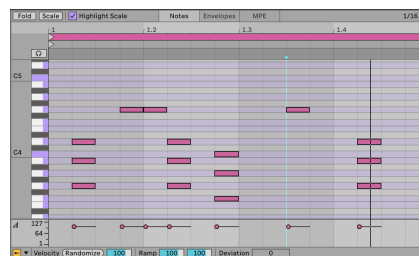 Fold Scale Highlight Scale Notes Envelopes MPE 1/16
1 1.2 1.3 1.4
C5
C4
127
64
1
Velocity Randomize 100 Ramp 100 100 Deviation 0